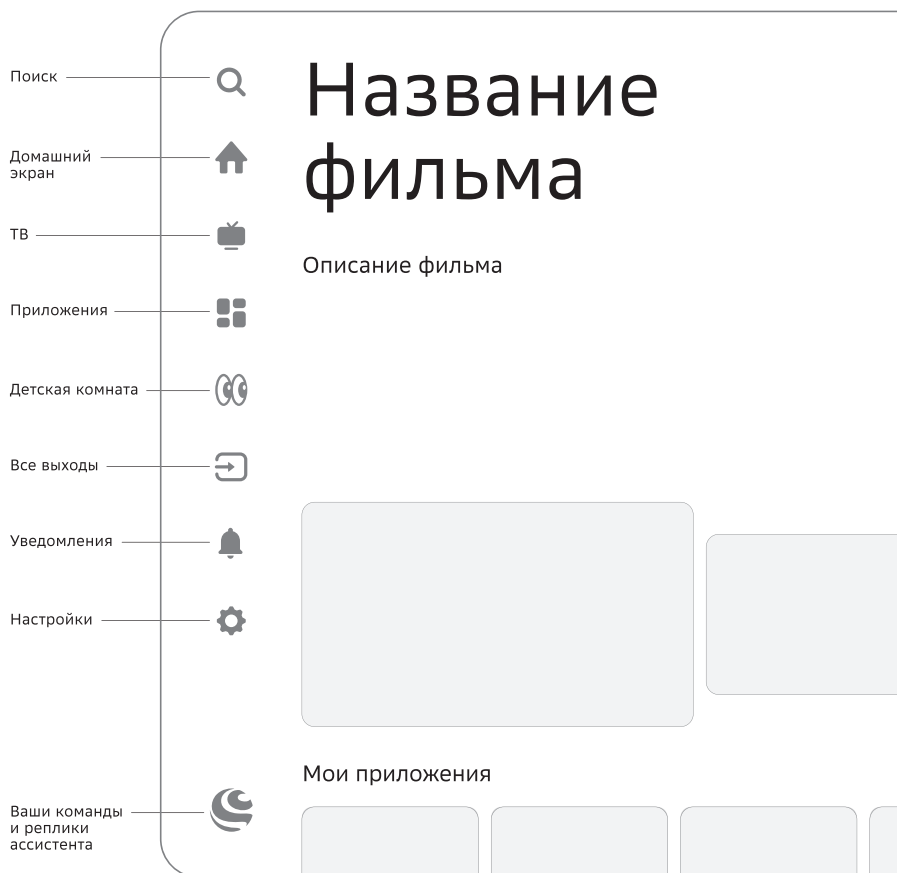 Поиск
Название
фильма
Домашний
экран
ТВ
Описание фильма
Приложения
Детская комната
Все выходы
Уведомления
Настройки
Мои приложения
Ваши команды
и реплики
ассистента